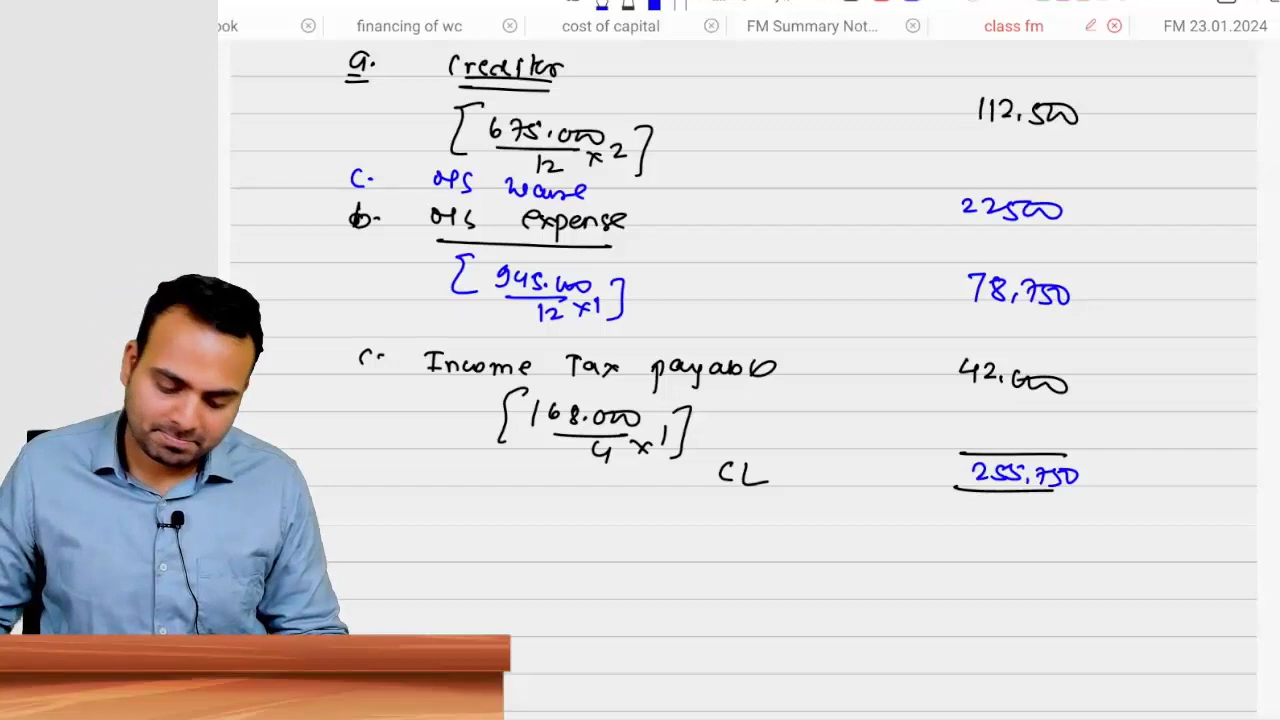 ook financing of wc cost of capital FM Summary Not... class fm FM 23.01.2024
a. Creditor 112,500
[675.000/12 x 2]
c. o/s wause 22500
b. o/s expense
[945.000/12 x1] 78,750
c. Income Tax payable 42.000
[168.000/4 x 1]
CL 255,750